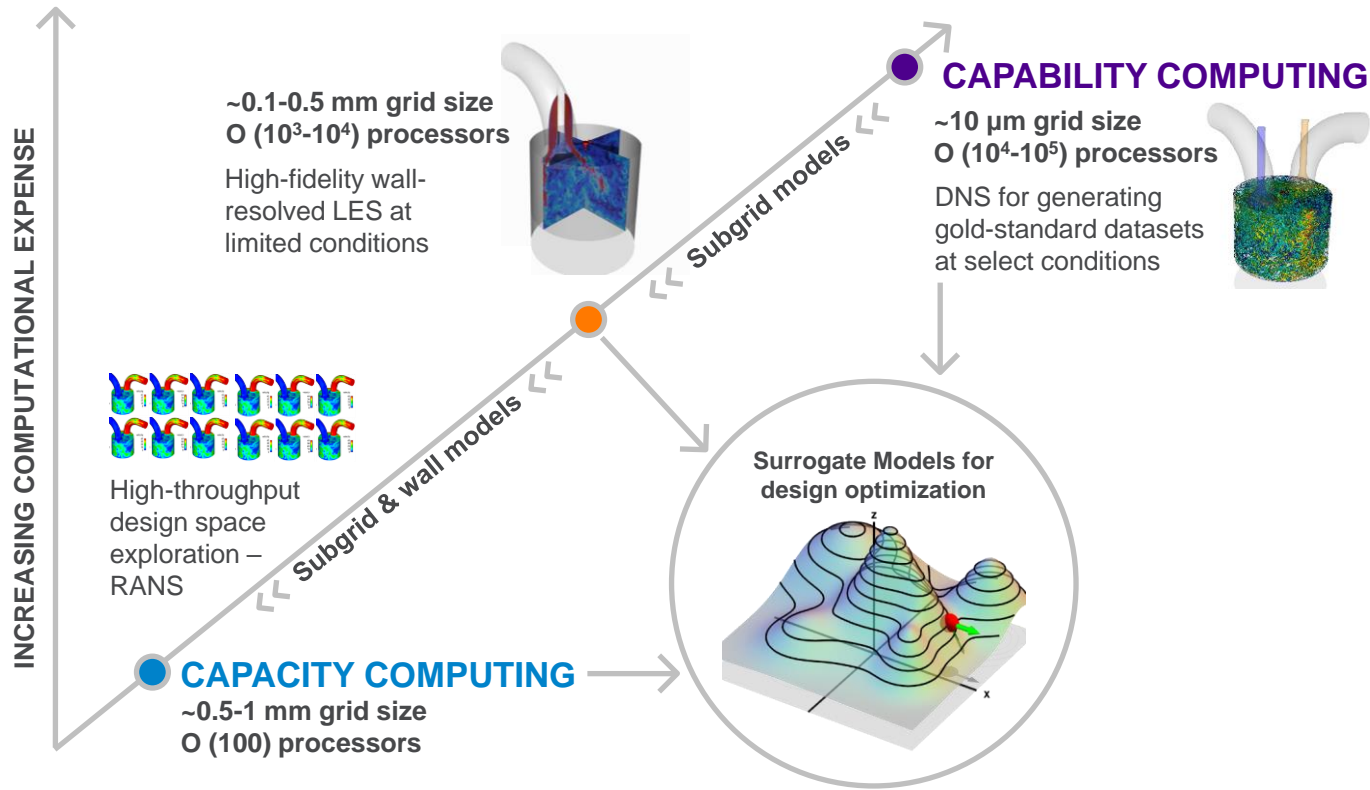 INCREASING COMPUTATIONAL EXPENSE
~0.1-0.5 mm grid size
O (10³-10⁴) processors
High-fidelity wall-
resolved LES at
limited conditions
CAPABILITY COMPUTING
~10 µm grid size
O (10⁴-10⁵) processors
DNS for generating
gold-standard datasets
at select conditions
Subgrid models
High-throughput
design space
exploration –
RANS
Subgrid & wall models
Surrogate Models for
design optimization
z
x
CAPACITY COMPUTING
~0.5-1 mm grid size
O (100) processors